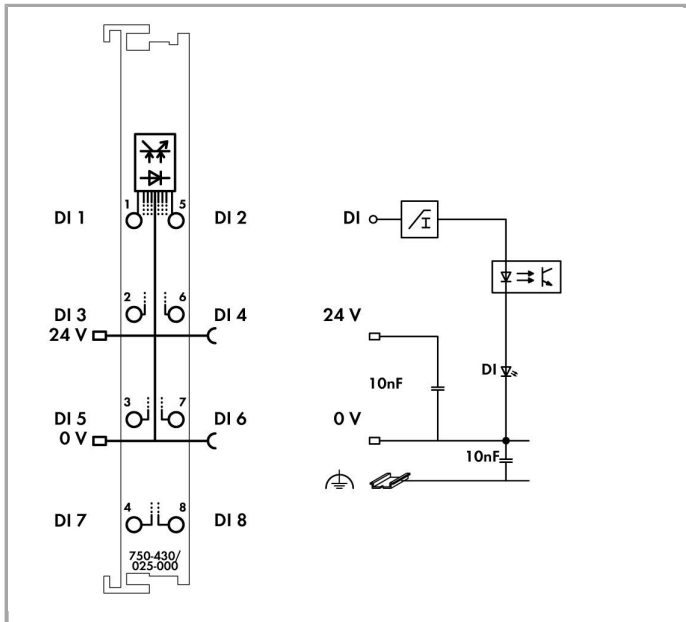 1 5
DI 1 DI 2 DI
2 6
DI 3 DI 4 24 V
24 V
DI
10nF
3 7
DI 5 DI 6 0 V
0 V
10nF
4 8
DI 7 DI 8
750-430/
025-000